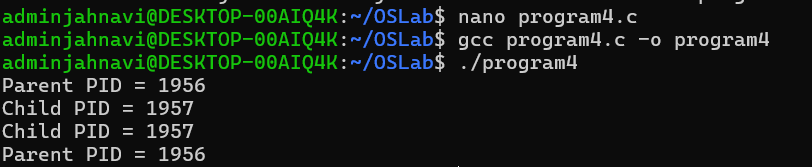 adminjahnavi@DESKTOP-00AIQ4K:~/OSLab$ nano program4.c
adminjahnavi@DESKTOP-00AIQ4K:~/OSLab$ gcc program4.c -o program4
adminjahnavi@DESKTOP-00AIQ4K:~/OSLab$ ./program4
Parent PID = 1956
Child PID = 1957
Child PID = 1957
Parent PID = 1956